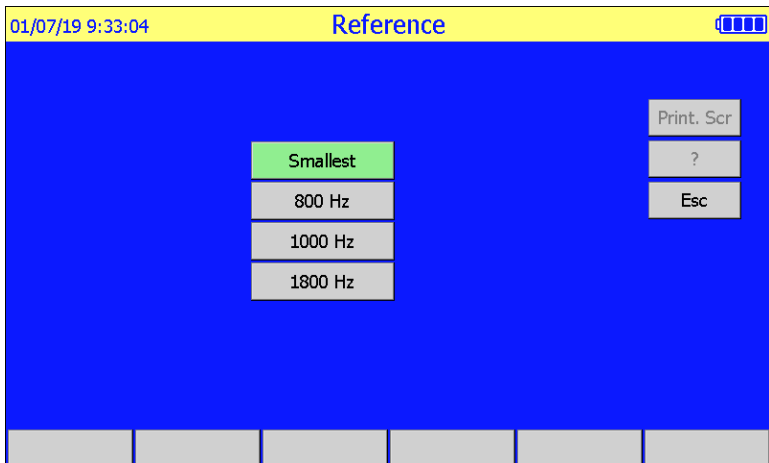 01/07/19 9:33:04
Reference
Print. Scr
Smallest
?
800 Hz
Esc
1000 Hz
1800 Hz